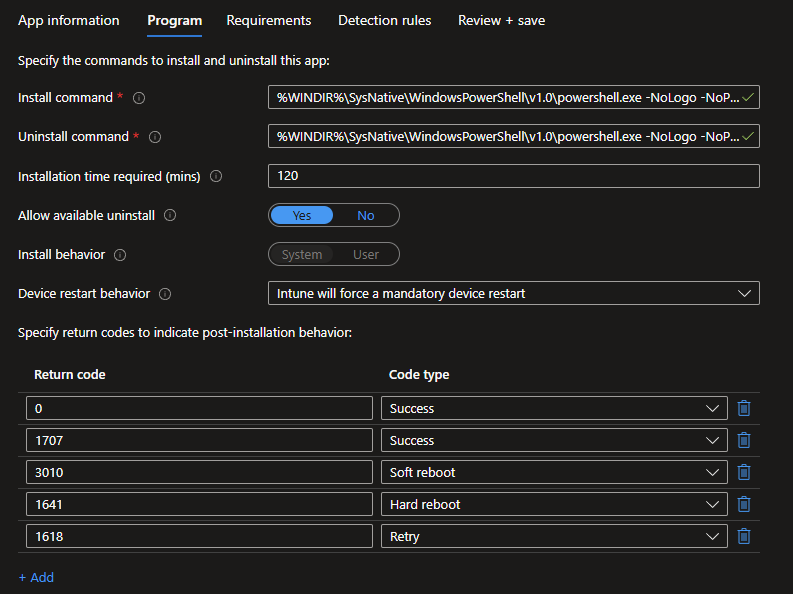 App information Program Requirements Detection rules Review + save
Specify the commands to install and uninstall this app:
Install command * %WINDIR%\SysNative\WindowsPowerShell\v1.0\powershell.exe -NoLogo -NoP...
Uninstall command * %WINDIR%\SysNative\WindowsPowerShell\v1.0\powershell.exe -NoLogo -NoP...
Installation time required (mins) 120
Allow available uninstall Yes No
Install behavior System User
Device restart behavior Intune will force a mandatory device restart
Specify return codes to indicate post-installation behavior:
Return code Code type
0 Success
1707 Success
3010 Soft reboot
1641 Hard reboot
1618 Retry
+ Add